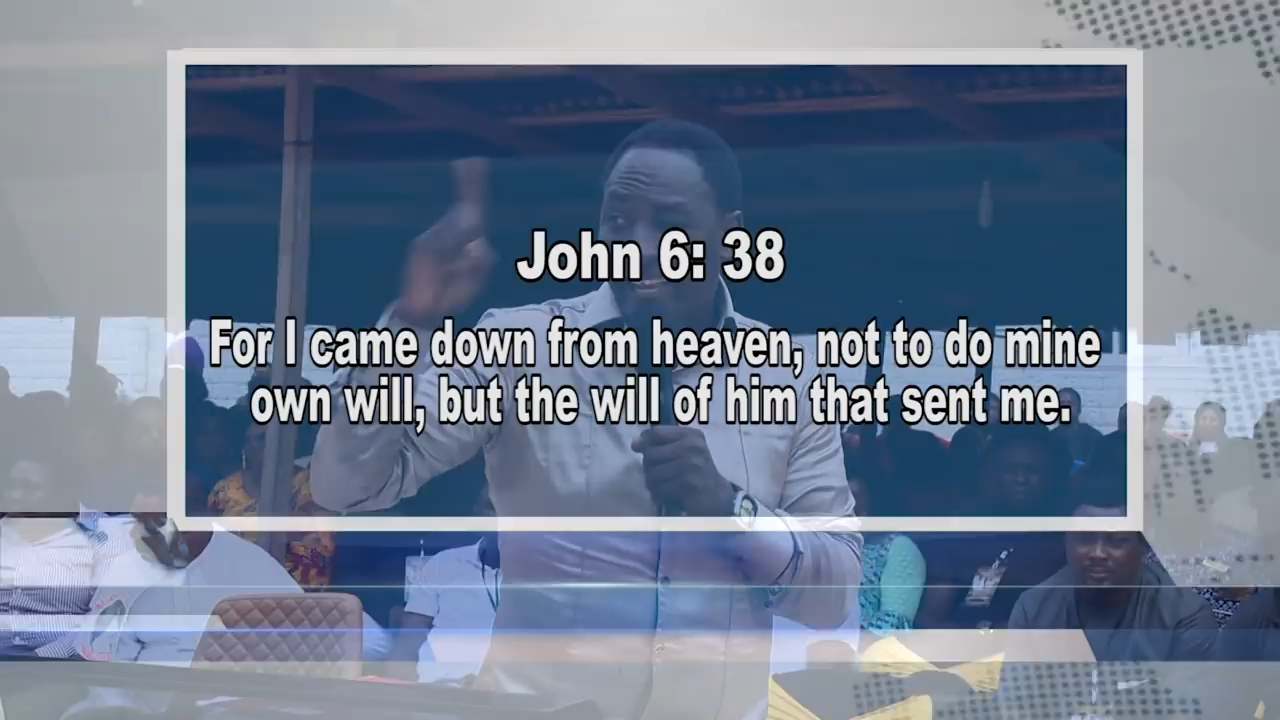 John 6: 38
For I came down from heaven, not to do mine
own will, but the will of him that sent me.